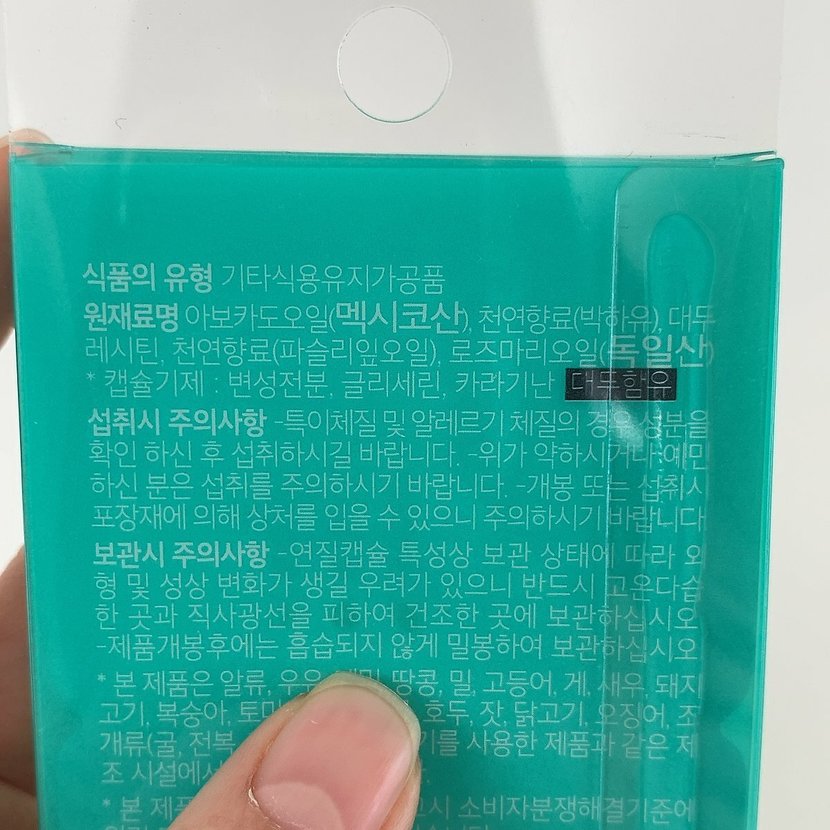 식품의 유형 기타식용유지가공품
원재료명 아보카도오일(멕시코산), 천연향료(박하유), 대두
레시틴, 천연향료(파슬리잎오일), 로즈마리오일(독일산)
* 캡슐기제 : 변성전분, 글리세린, 카라기난 대두함유
섭취시 주의사항 -특이체질 및 알레르기 체질의 경우 성분을
확인 하신 후 섭취하시길 바랍니다. -위가 약하시거나 예민
하신 분은 섭취를 주의하시기 바랍니다. -개봉 또는 섭취시
포장재에 의해 상처를 입을 수 있으니 주의하시기 바랍니다
보관시 주의사항 -연질캡슐 특성상 보관 상태에 따라 외
형 및 성상 변화가 생길 우려가 있으니 반드시 고온다습
한 곳과 직사광선을 피하여 건조한 곳에 보관하십시오
-제품개봉후에는 흡습되지 않게 밀봉하여 보관하십시오
* 본 제품은 알류, 우유, 땅콩, 밀, 고등어, 게, 새우, 돼지
고기, 복숭아, 호두, 잣, 닭고기, 오징어, 조
개류(굴, 전복 사용한 제품과 같은 제
조 시설에서
* 본 제품 소비자분쟁해결기준에